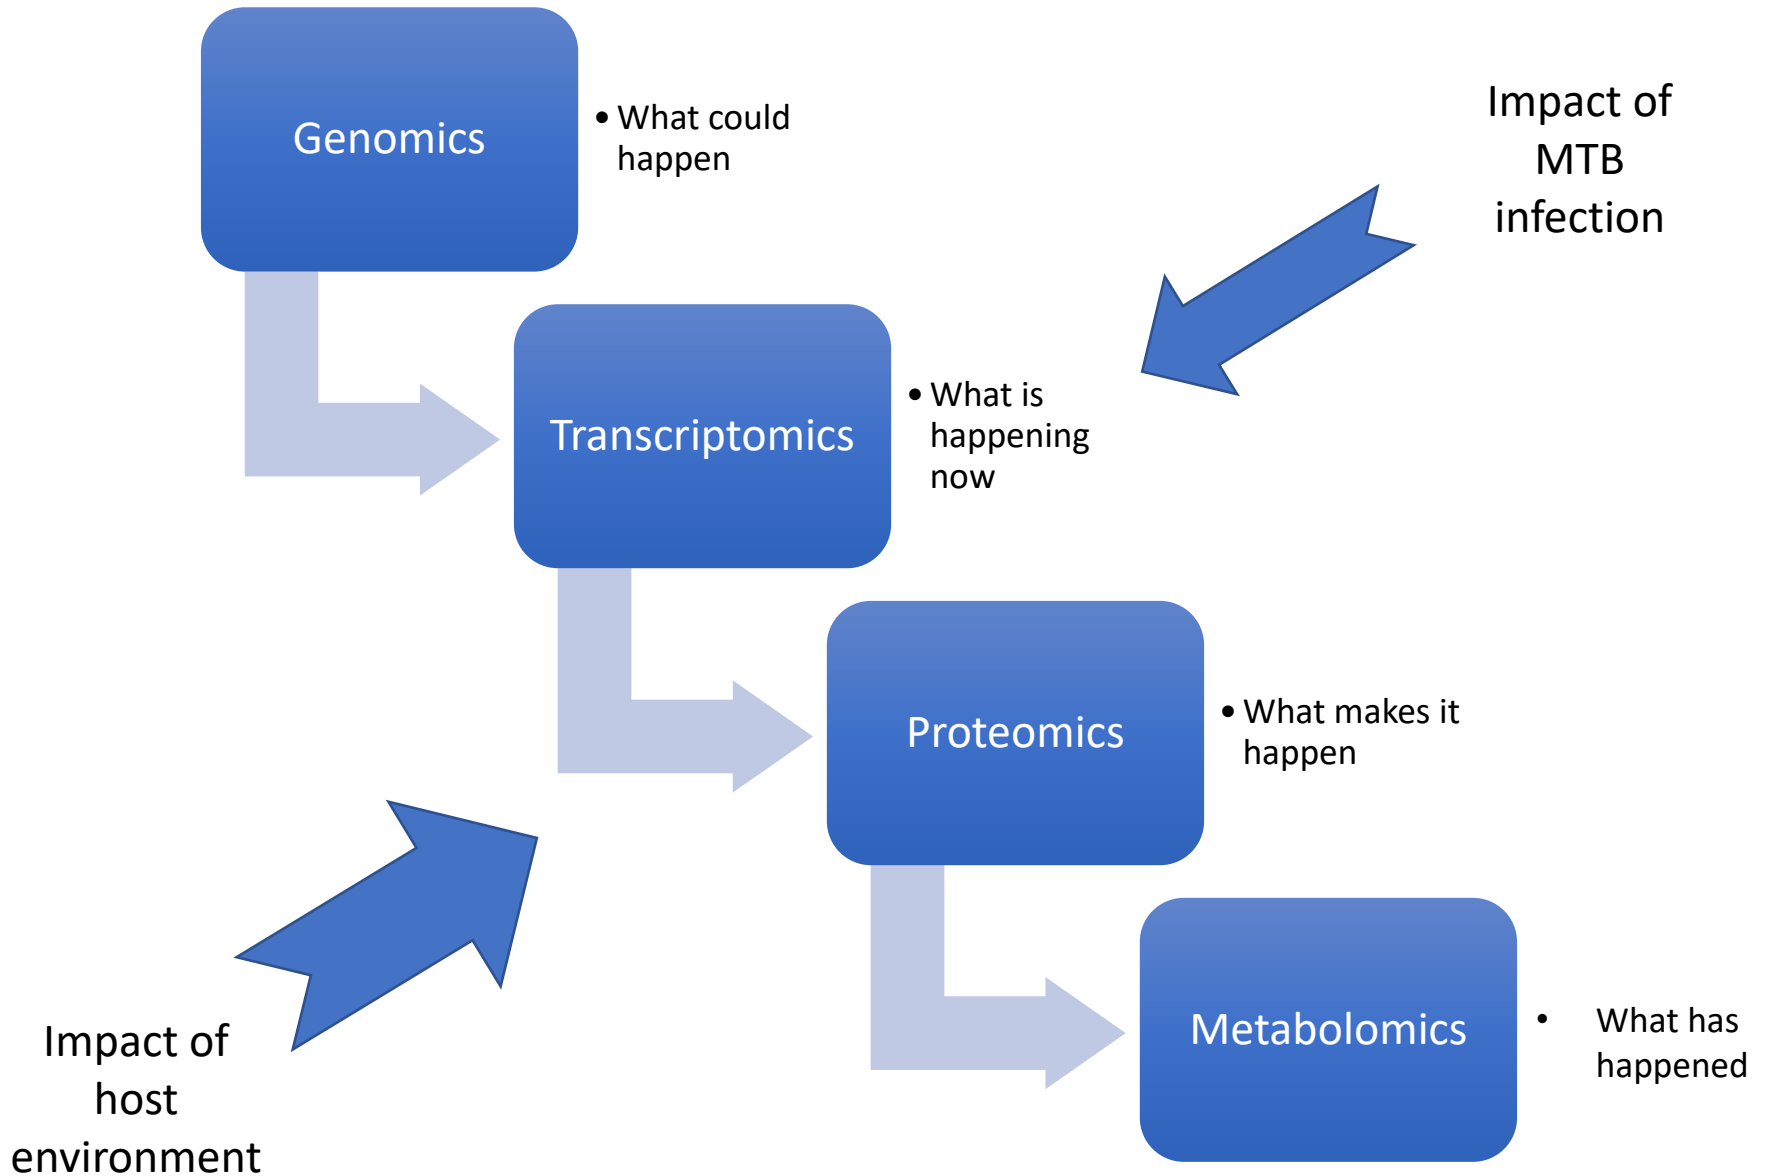 Genomics
• What could
happen
Impact of
MTB
infection
Transcriptomics
• What is
happening
now
Proteomics
• What makes it
happen
Metabolomics
• What has
happened
Impact of
host
environment